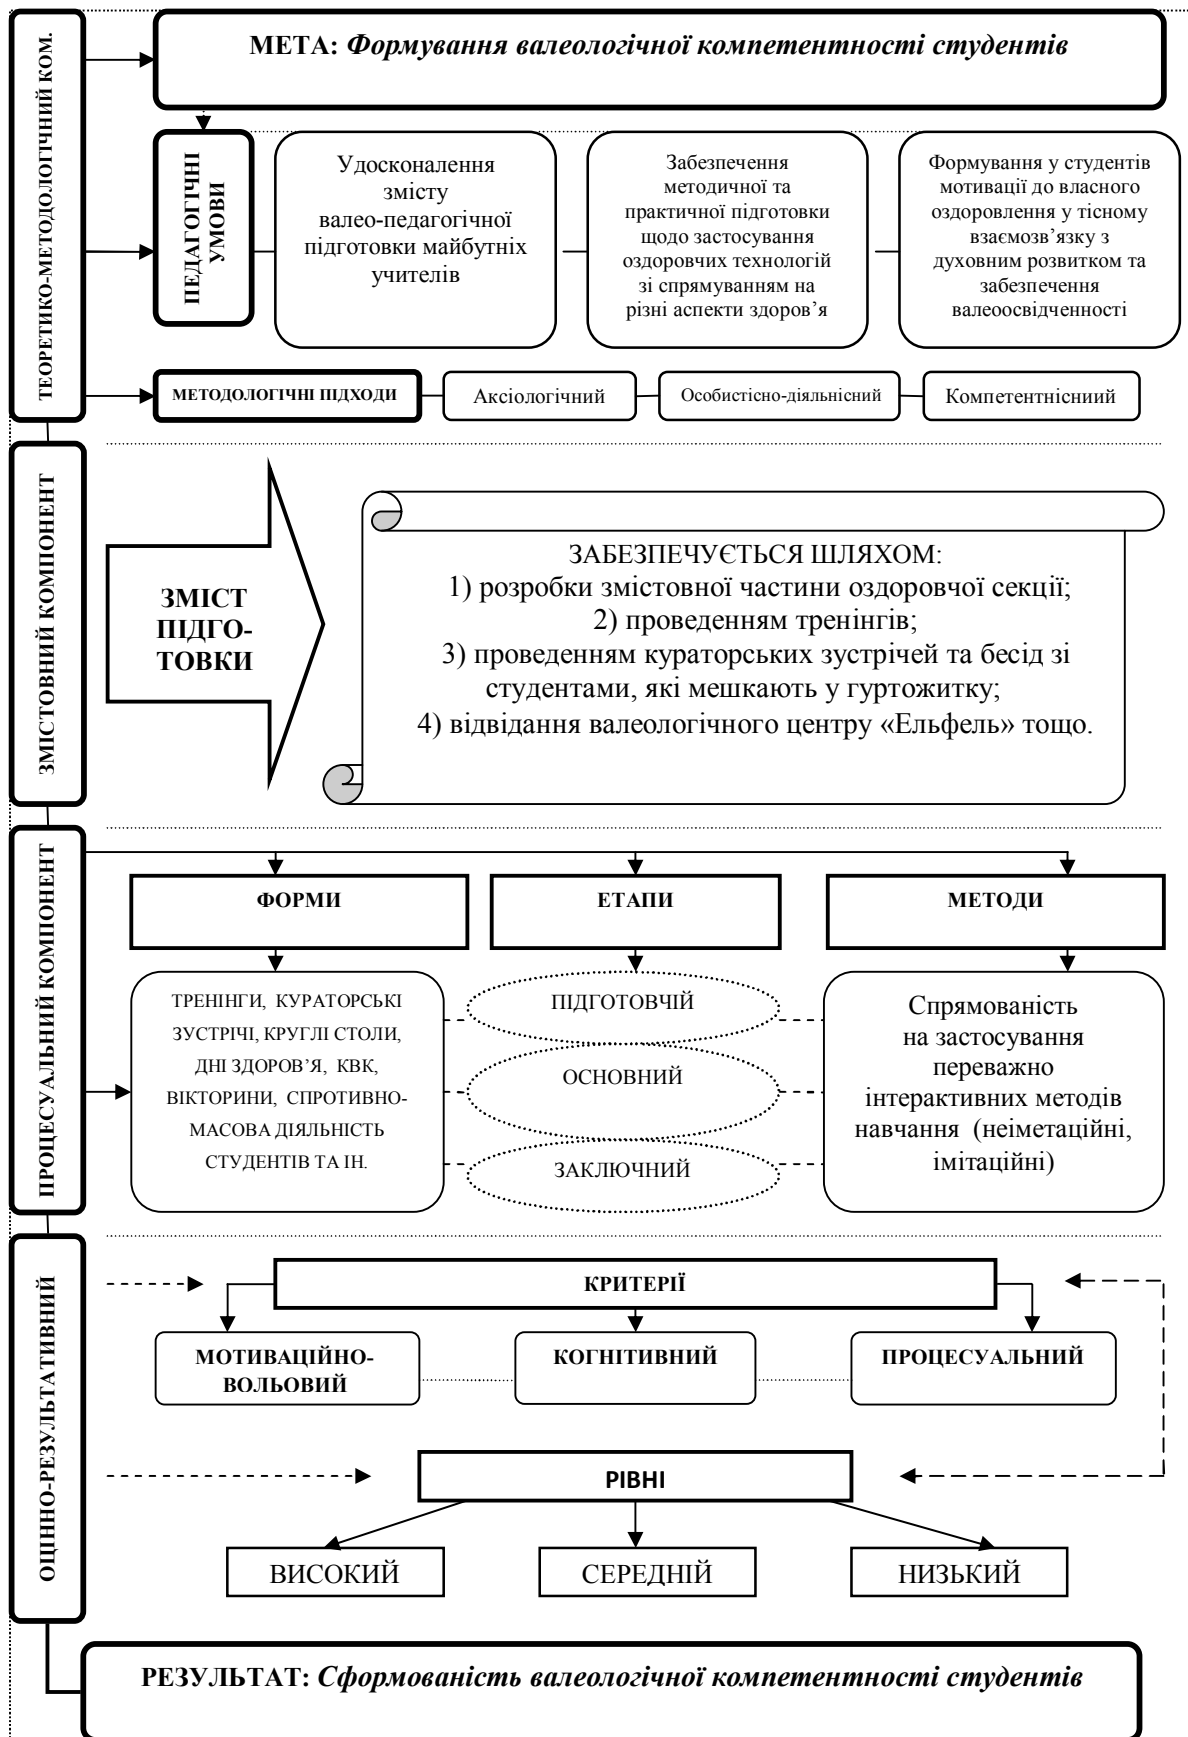 ТЕОРЕТИКО-МЕТОДОЛОГІЧНИЙ КОМ.
МЕТА: Формування валеологічної компетентності студентів
ПЕДАГОГІЧНІ
УМОВИ
Удосконалення
змісту
валео-педагогічної
підготовки майбутніх
учителів
Забезпечення
методичної та
практичної підготовки
щодо застосування
оздоровчих технологій
зі спрямуванням на
різні аспекти здоров’я
Формування у студентів
мотивації до власного
оздоровлення у тісному
взаємозв’язку з
духовним розвитком та
забезпечення
валеоосвідченності
МЕТОДОЛОГІЧНІ ПІДХОДИ
Аксіологічний
Особистісно-діяльнісний
Компетентнісниий
ЗМІСТОВНИЙ КОМПОНЕНТ
ЗМІСТ
ПІДГО-
ТОВКИ
ЗАБЕЗПЕЧУЄТЬСЯ ШЛЯХОМ:
1) розробки змістовної частини оздоровчої секції;
2) проведенням тренінгів;
3) проведенням кураторських зустрічей та бесід зі
студентами, які мешкають у гуртожитку;
4) відвідання валеологічного центру «Ельфель» тощо.
ПРОЦЕСУАЛЬНИЙ КОМПОНЕНТ
ФОРМИ
ЕТАПИ
МЕТОДИ
ТРЕНІНГИ, КУРАТОРСЬКІ
ЗУСТРІЧІ, КРУГЛІ СТОЛИ,
ДНІ ЗДОРОВ’Я, КВК,
ВІКТОРИНИ, СПРОТИВНО-
МАСОВА ДІЯЛЬНІСТЬ
СТУДЕНТІВ ТА ІН.
ПІДГОТОВЧІЙ
ОСНОВНИЙ
ЗАКЛЮЧНИЙ
Спрямованість
на застосування
переважно
інтерактивних методів
навчання (неіметаційні,
імітаційні)
ОЦІННО-РЕЗУЛЬТАТИВНИЙ
КРИТЕРІЇ
МОТИВАЦІЙНО-
ВОЛЬОВИЙ
КОГНІТИВНИЙ
ПРОЦЕСУАЛЬНИЙ
РІВНІ
ВИСОКИЙ
СЕРЕДНІЙ
НИЗЬКИЙ
РЕЗУЛЬТАТ: Сформованість валеологічної компетентності студентів